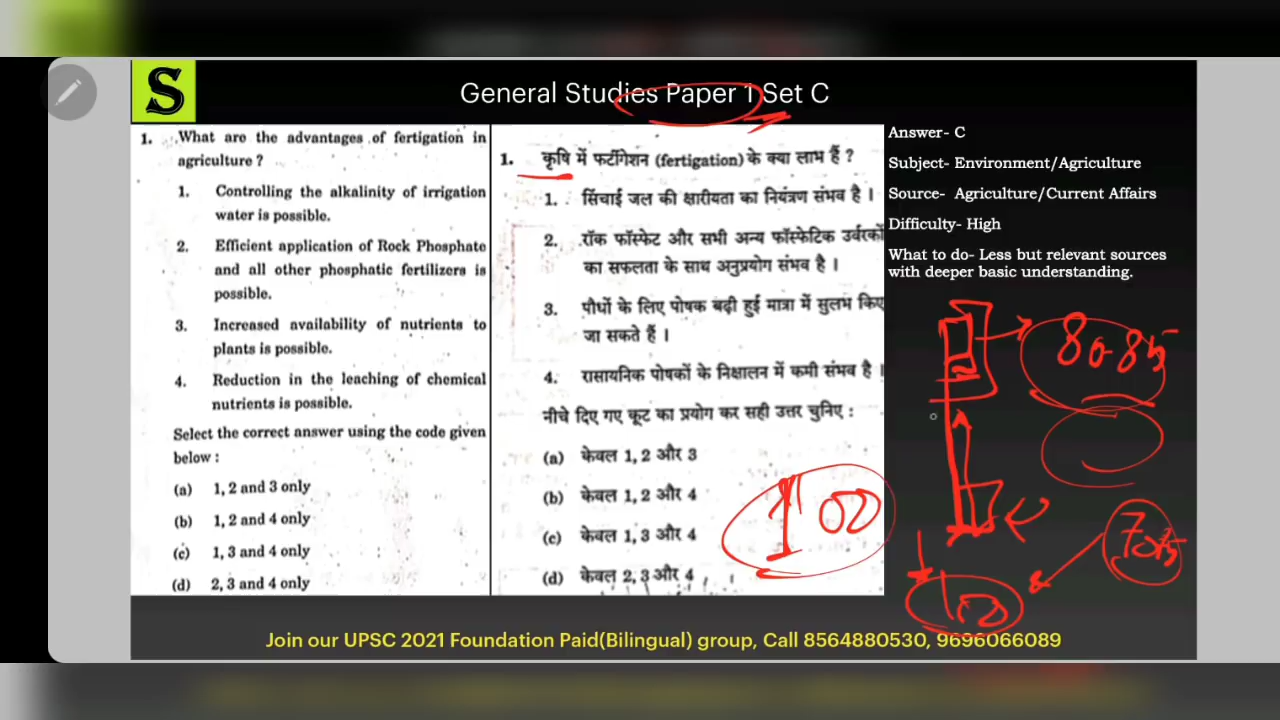 S
General Studies Paper 1 Set C
1. What are the advantages of fertigation in
agriculture ?
1. Controlling the alkalinity of irrigation
water is possible.
2. Efficient application of Rock Phosphate
and all other phosphatic fertilizers is
possible.
3. Increased availability of nutrients to
plants is possible.
4. Reduction in the leaching of chemical
nutrients is possible.
Select the correct answer using the code given
below :
(a) 1, 2 and 3 only
(b) 1, 2 and 4 only
(c) 1, 3 and 4 only
(d) 2, 3 and 4 only
1. कृषि में फर्टीगेशन (fertigation) के क्या लाभ हैं ?
1. सिंचाई जल की क्षारीयता का नियंत्रण संभव है ।
2. रॉक फॉस्फेट और सभी अन्य फॉस्फेटिक उर्वरकों
का सफलता के साथ अनुप्रयोग संभव है ।
3. पौधों के लिए पोषक बढ़ी हुई मात्रा में सुलभ किए
जा सकते हैं ।
4. रासायनिक पोषकों के निक्षालन में कमी संभव है ।
नीचे दिए गए कूट का प्रयोग कर सही उत्तर चुनिए :
(a) केवल 1, 2 और 3
(b) केवल 1, 2 और 4
(c) केवल 1, 3 और 4
(d) केवल 2, 3 और 4
100
Answer- C
Subject- Environment/Agriculture
Source- Agriculture/Current Affairs
Difficulty- High
What to do- Less but relevant sources
with deeper basic understanding.
80-85
100
Join our UPSC 2021 Foundation Paid(Bilingual) group, Call 8564880530, 9696066089